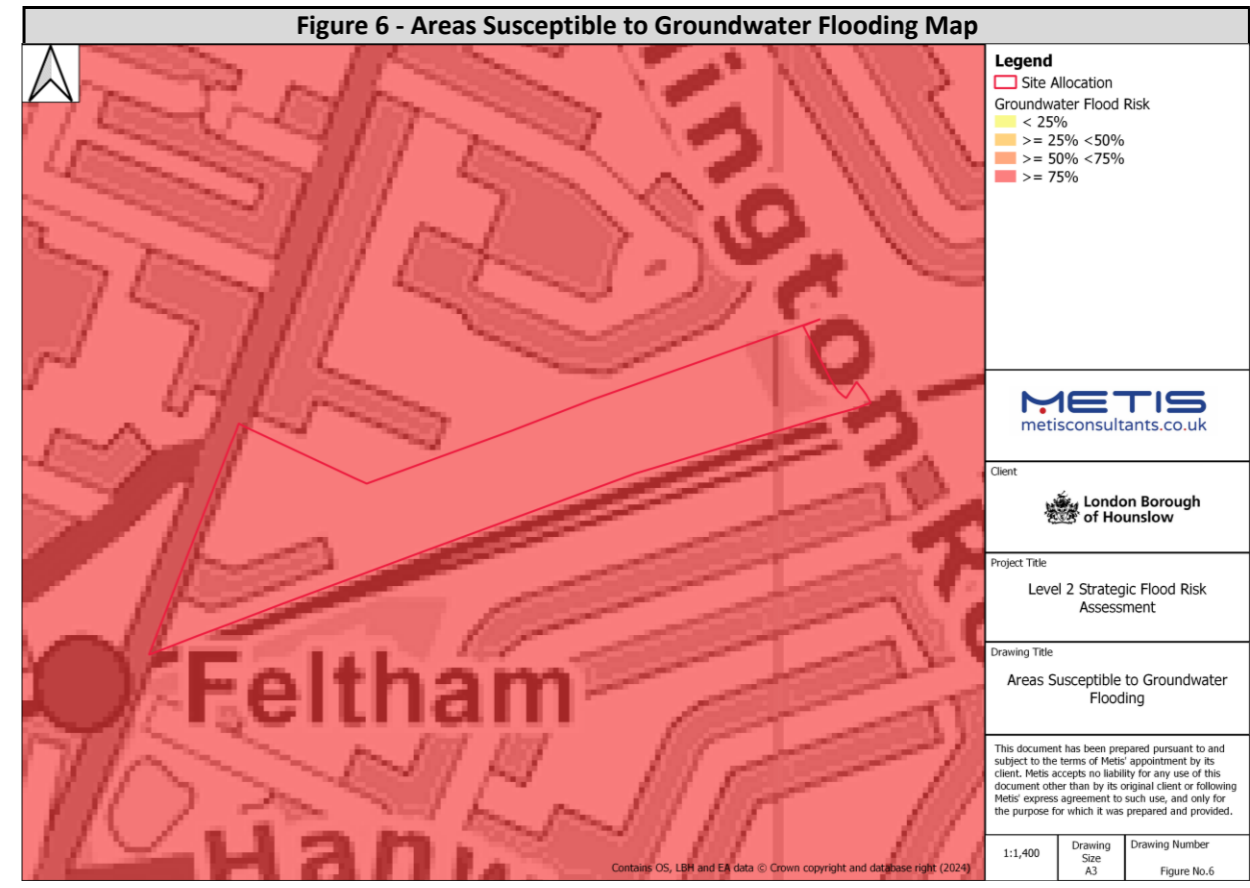 Figure 6 - Areas Susceptible to Groundwater Flooding Map
Legend
Site Allocation
Groundwater Flood Risk
< 25%
>= 25% <50%
>= 50% <75%
>= 75%
METIS
metisconsultants.co.uk
Client
London Borough
of Hounslow
Project Title
Level 2 Strategic Flood Risk
Assessment
Drawing Title
Areas Susceptible to Groundwater
Flooding
This document has been prepared pursuant to and
subject to the terms of Metis' appointment by its
client. Metis accepts no liability for any use of this
document other than by its original client or following
Metis' express agreement to such use, and only for
the purpose for which it was prepared and provided.
1:1,400
Drawing
Size
A3
Drawing Number
Figure No.6
Feltham
Contains OS, LBH and EA data © Crown copyright and database right (2024)